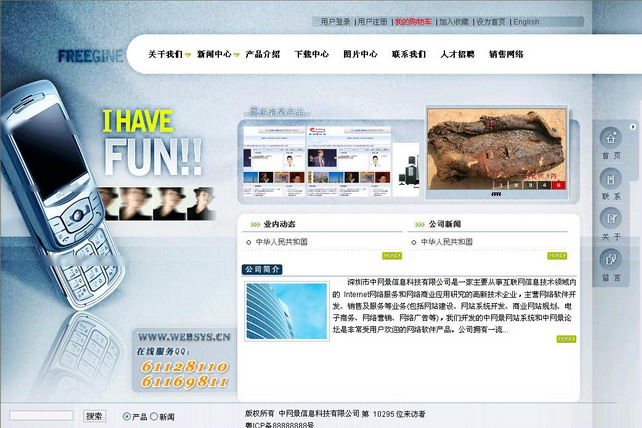 用户登录 | 用户注册 | 我的购物车 | 加入收藏 | 设为首页 | English
FREEGINE
关于我们 新闻中心 产品介绍 下载中心 图片中心 联系我们 人才招聘 销售网络
I HAVE
FUN!!
1 2 3 4 5
首 页
联 系
关 于
留 言
业内动态
公司新闻
中华人民共和国
中华人民共和国
MORE
MORE
公司简介
深圳市中网景信息科技有限公司是一家主要从事互联网信息技术领域内
的 Internet网络服务和网络商业应用研究的高新技术企业，主营网络软件开
发、销售及服务等业务(包括网站建设、网站系统开发、商业网站规划、电
子商务、网络营销、网络广告等)，我们开发的中网景网站系统和中网景论
坛是非常受用户欢迎的网络软件产品。公司拥有一流...
MORE
WWW.WEBSYS.CN
在线服务QQ:
61128110
61169811
搜索 产品 新闻
版权所有 中网景信息科技有限公司 第 10295 位来访者
粤ICP备88888888号